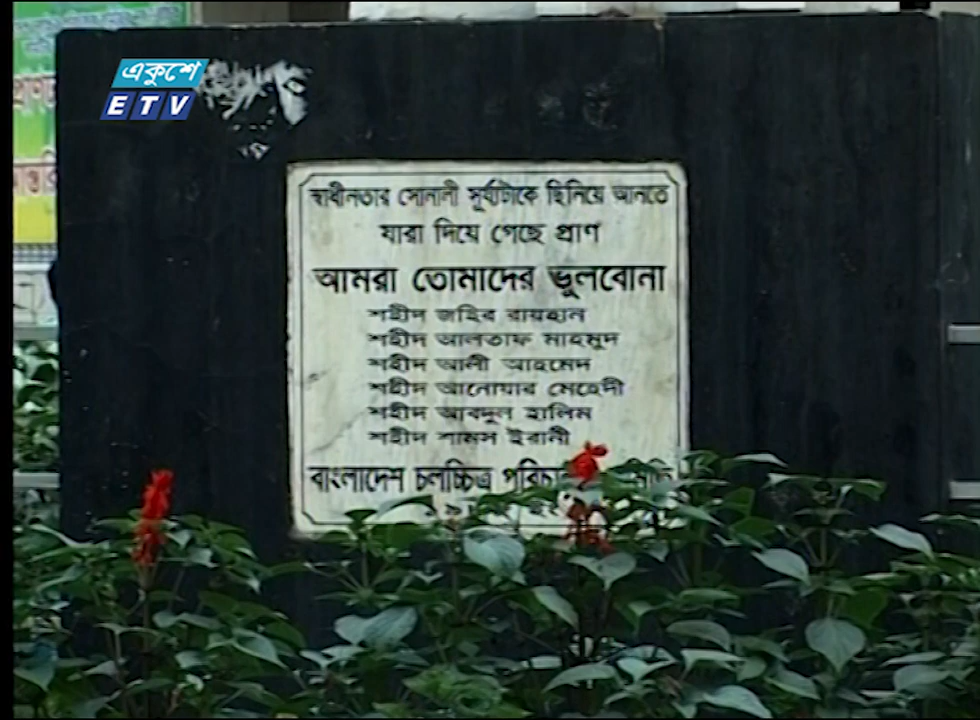 একুশে
ETV
স্বাধীনতার সোনালী সূর্য্যটাকে ছিনিয়ে আনতে
যারা দিয়ে গেছে প্রাণ
আমরা তোমাদের ভুলবোনা
শহীদ জহির রায়হান
শহীদ আলতাফ মাহমুদ
শহীদ আলী আহমেদ
শহীদ আনোয়ার মেহেদী
শহীদ আবদুল হালিম
শহীদ শামস ইরানী
বাংলাদেশ চলচ্চিত্র